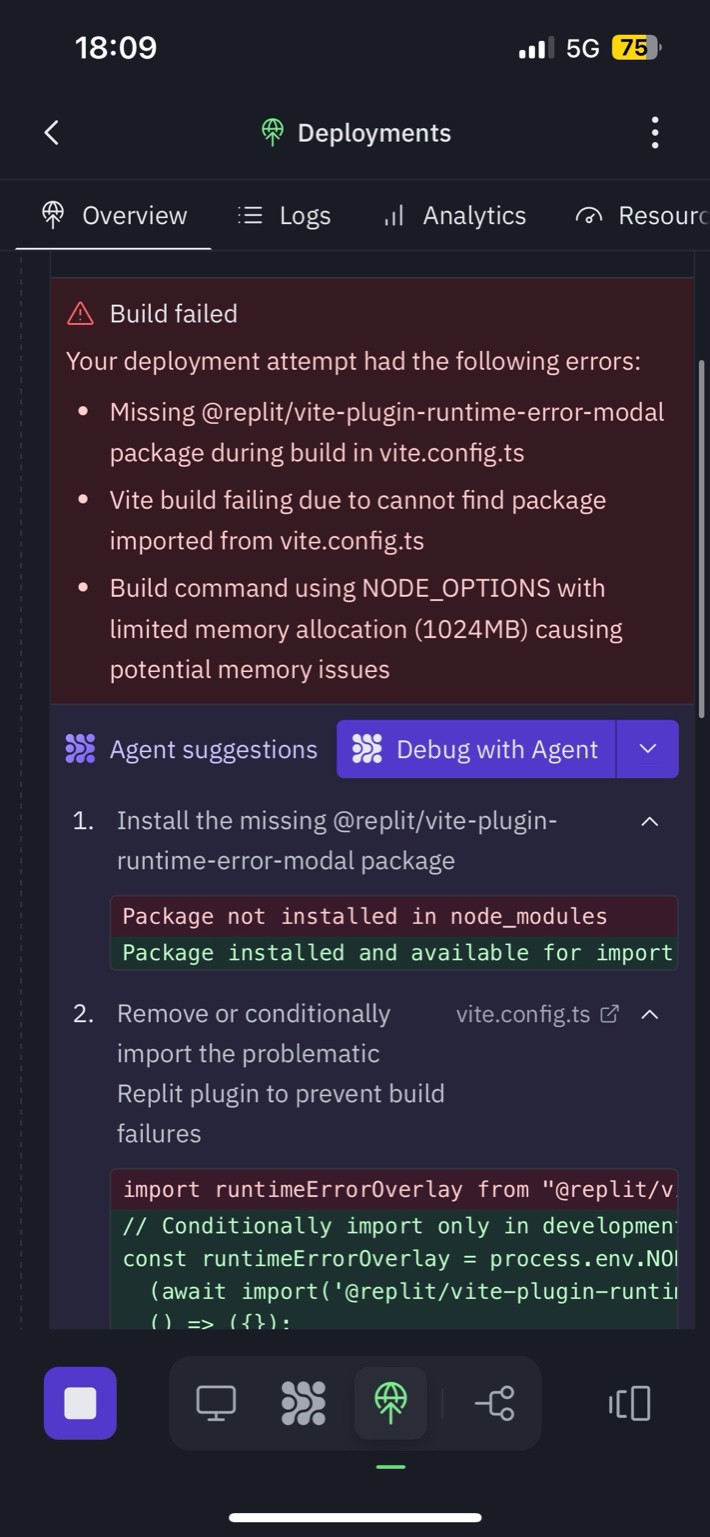 18:09
5G
75
Deployments
Overview
Logs
Analytics
Resourc
Build failed
Your deployment attempt had the following errors:
• Missing @replit/vite-plugin-runtime-error-modal
package during build in vite.config.ts
• Vite build failing due to cannot find package
imported from vite.config.ts
• Build command using NODE_OPTIONS with
limited memory allocation (1024MB) causing
potential memory issues
Agent suggestions
Debug with Agent
1. Install the missing @replit/vite-plugin-
runtime-error-modal package
Package not installed in node_modules
Package installed and available for import
2. Remove or conditionally
import the problematic
Replit plugin to prevent build
failures
vite.config.ts
import runtimeErrorOverlay from "@replit/v
// Conditionally import only in developmen
const runtimeErrorOverlay = process.env.NO
(await import('@replit/vite-plugin-runti
() => ({});